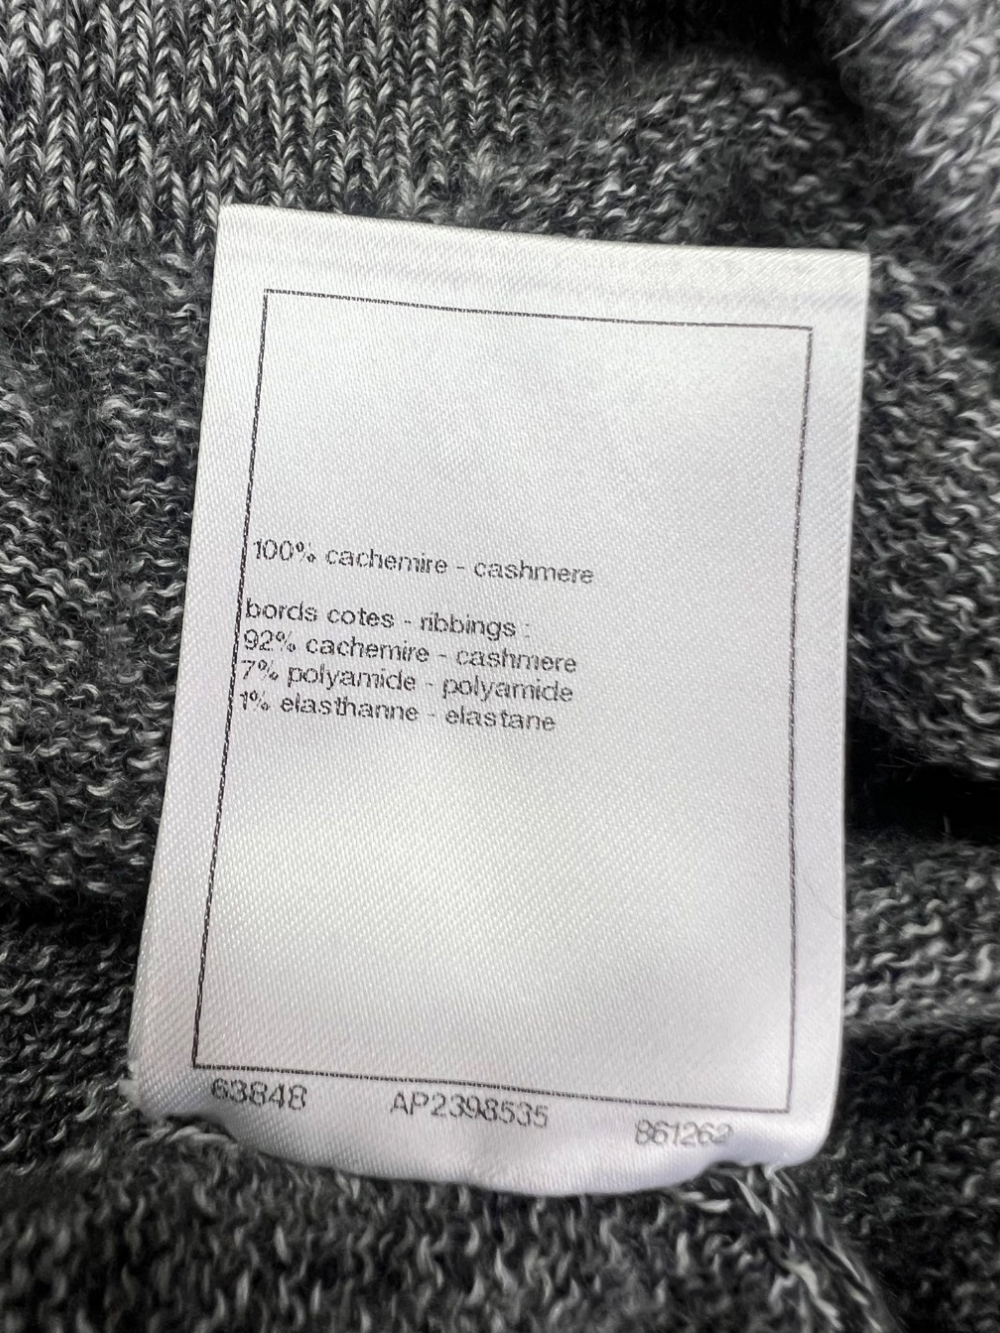 100% cachemire - cashmere
bords cotes - ribbings :
92% cachemire - cashmere
7% polyamide - polyamide
1% elasthanne - elastane
63848 AP2398535 861262